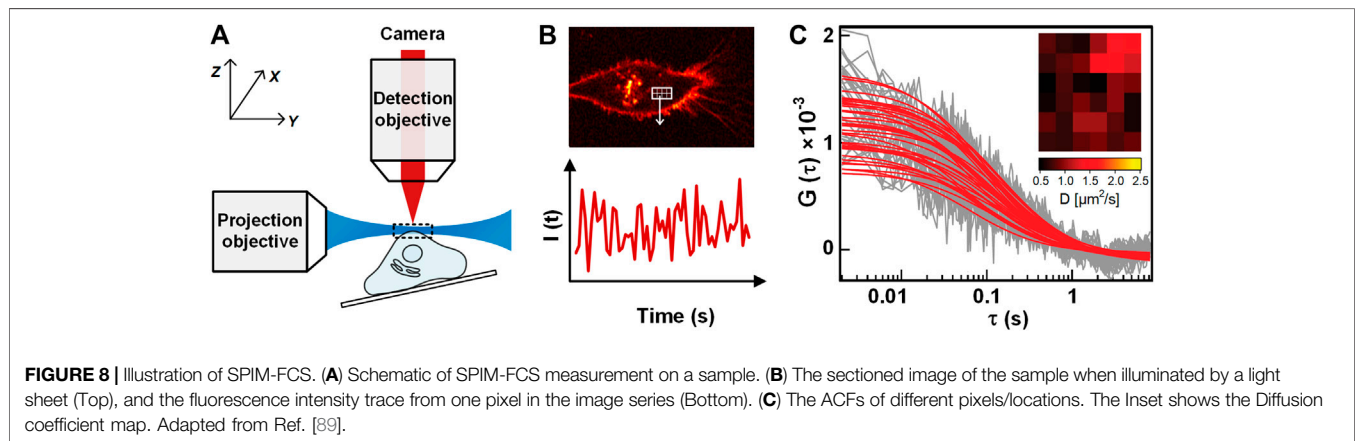 A
Camera
Z
X
Y
Detection
objective
Projection
objective
B
I (t)
Time (s)
C
G (τ) ×10⁻³
2
1
0
0.01
0.1
1
τ (s)
0.5 1.0 1.5 2.0 2.5
D [µm²/s]
FIGURE 8 | Illustration of SPIM-FCS. (A) Schematic of SPIM-FCS measurement on a sample. (B) The sectioned image of the sample when illuminated by a light
sheet (Top), and the fluorescence intensity trace from one pixel in the image series (Bottom). (C) The ACFs of different pixels/locations. The Inset shows the Diffusion
coefficient map. Adapted from Ref. [89].